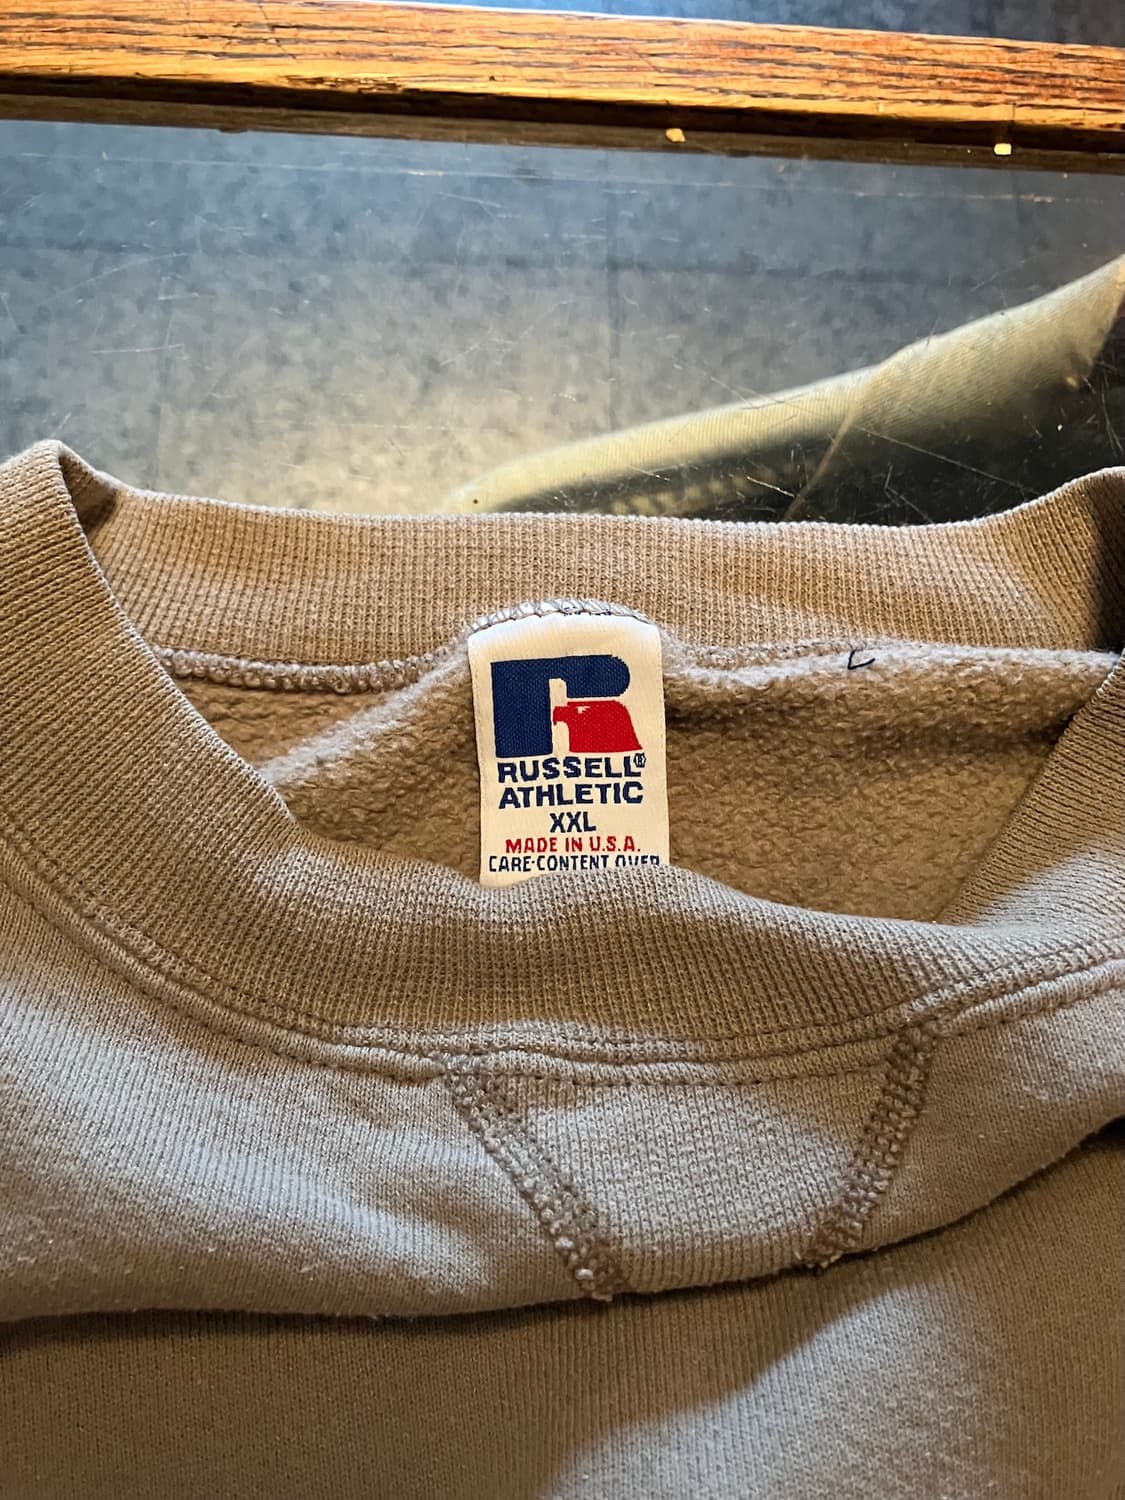 RUSSELL®
ATHLETIC
XXL
MADE IN U.S.A.
CARE·CONTENT OVER